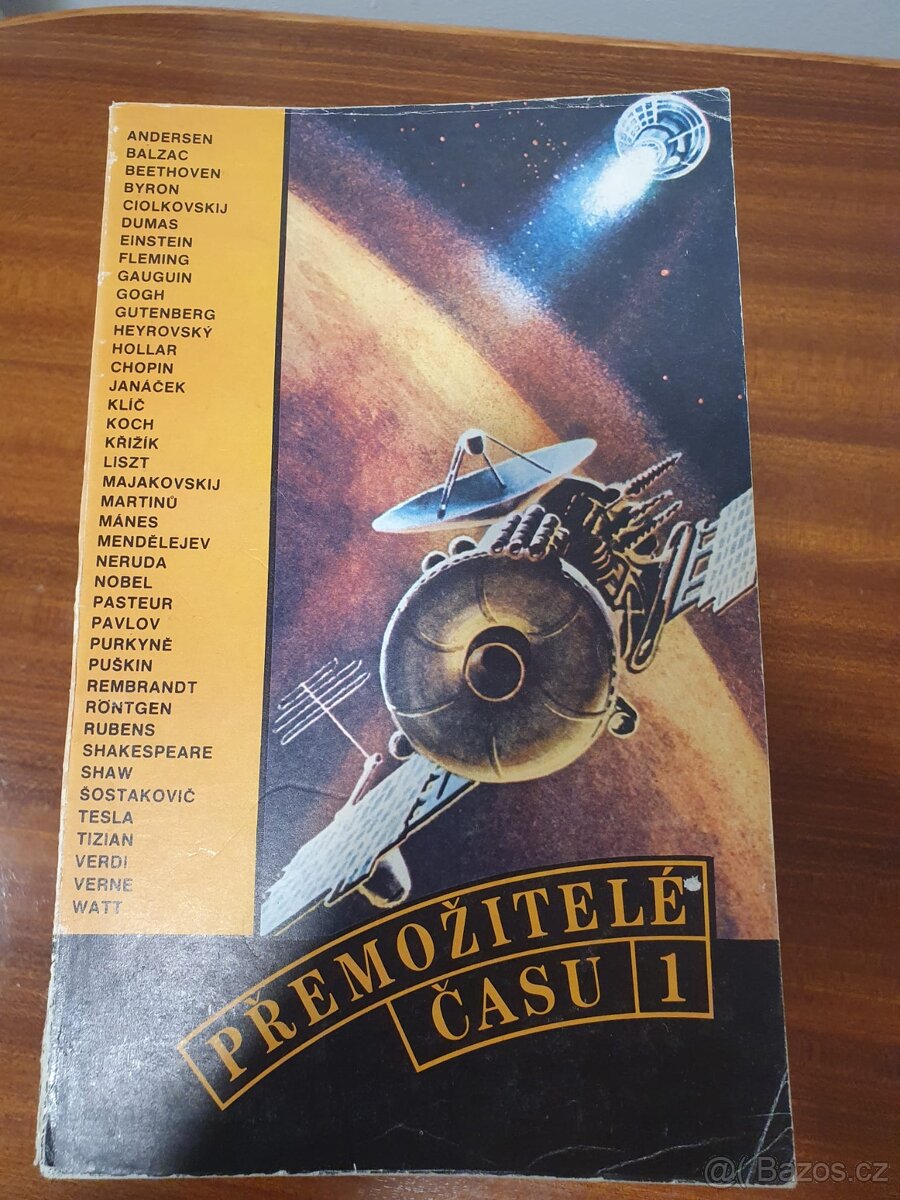 ANDERSEN
BALZAC
BEETHOVEN
BYRON
CIOLKOVSKIJ
DUMAS
EINSTEIN
FLEMING
GAUGUIN
GOGH
GUTENBERG
HEYROVSKÝ
HOLLAR
CHOPIN
JANÁČEK
KLÍČ
KOCH
KŘIŽÍK
LISZT
MAJAKOVSKIJ
MARTINŮ
MÁNES
MENDĚLEJEV
NERUDA
NOBEL
PASTEUR
PAVLOV
PURKYNĚ
PUŠKIN
REMBRANDT
RÖNTGEN
RUBENS
SHAKESPEARE
SHAW
ŠOSTAKOVIČ
TESLA
TIZIAN
VERDI
VERNE
WATT
PŘEMOŽITELÉ
ČASU 1
@ Bazos.cz